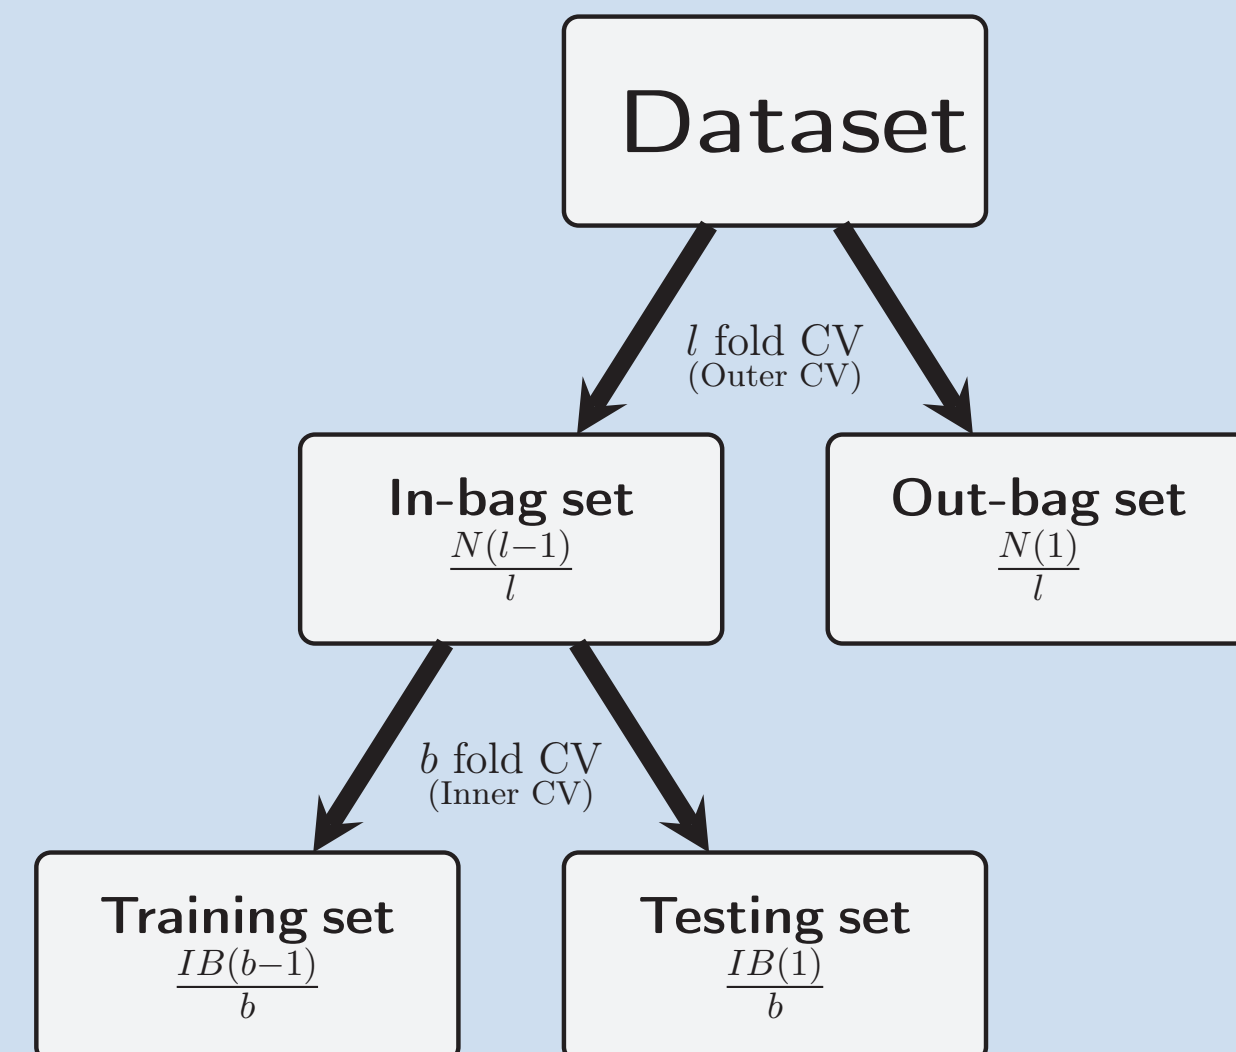 Dataset
l fold CV
(Outer CV)
In-bag set
N(l−1)
l
Out-bag set
N(1)
l
b fold CV
(Inner CV)
Training set
IB(b−1)
b
Testing set
IB(1)
b